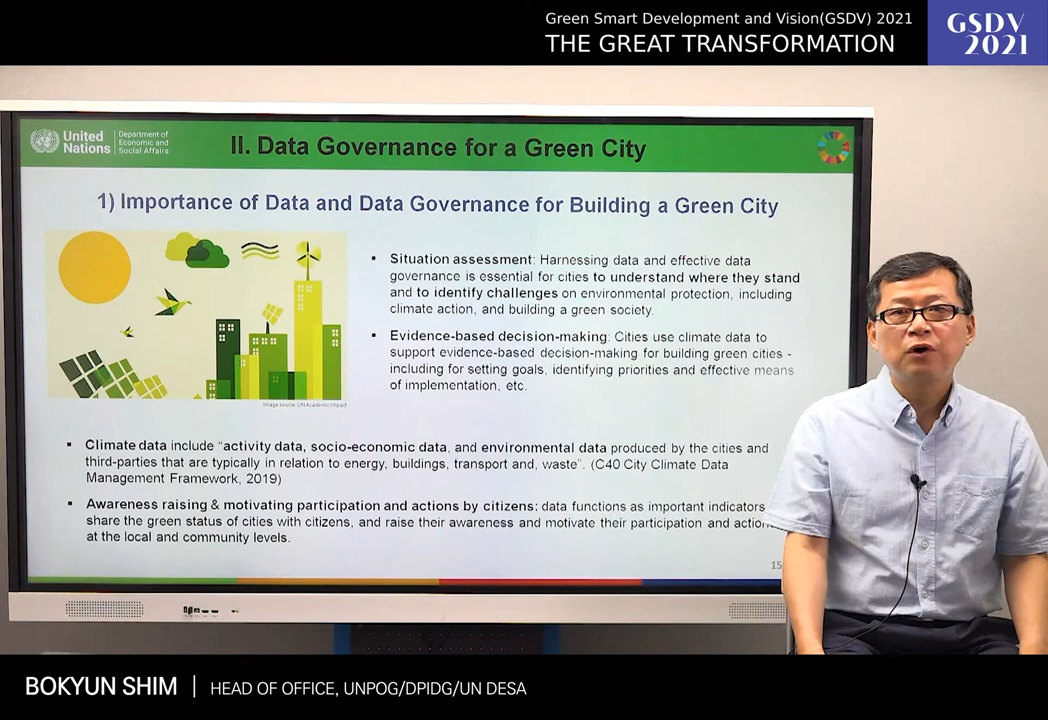 Green Smart Development and Vision(GSDV) 2021
THE GREAT TRANSFORMATION
GSDV
2021
United
Nations
Department of
Economic and
Social Affairs
II. Data Governance for a Green City
1) Importance of Data and Data Governance for Building a Green City
▪ Situation assessment: Harnessing data and effective data
governance is essential for cities to understand where they stand
and to identify challenges on environmental protection, including
climate action, and building a green society.
▪ Evidence-based decision-making: Cities use climate data to
support evidence-based decision-making for building green cities -
including for setting goals, identifying priorities and effective means
of implementation, etc.
Image source: UN Academic Impact
▪ Climate data include “activity data, socio-economic data, and environmental data produced by the cities and
third-parties that are typically in relation to energy, buildings, transport and, waste”. (C40 City Climate Data
Management Framework, 2019)
▪ Awareness raising & motivating participation and actions by citizens: data functions as important indicators
share the green status of cities with citizens, and raise their awareness and motivate their participation and action
at the local and community levels.
15
BOKYUN SHIM | HEAD OF OFFICE, UNPOG/DPIDG/UN DESA